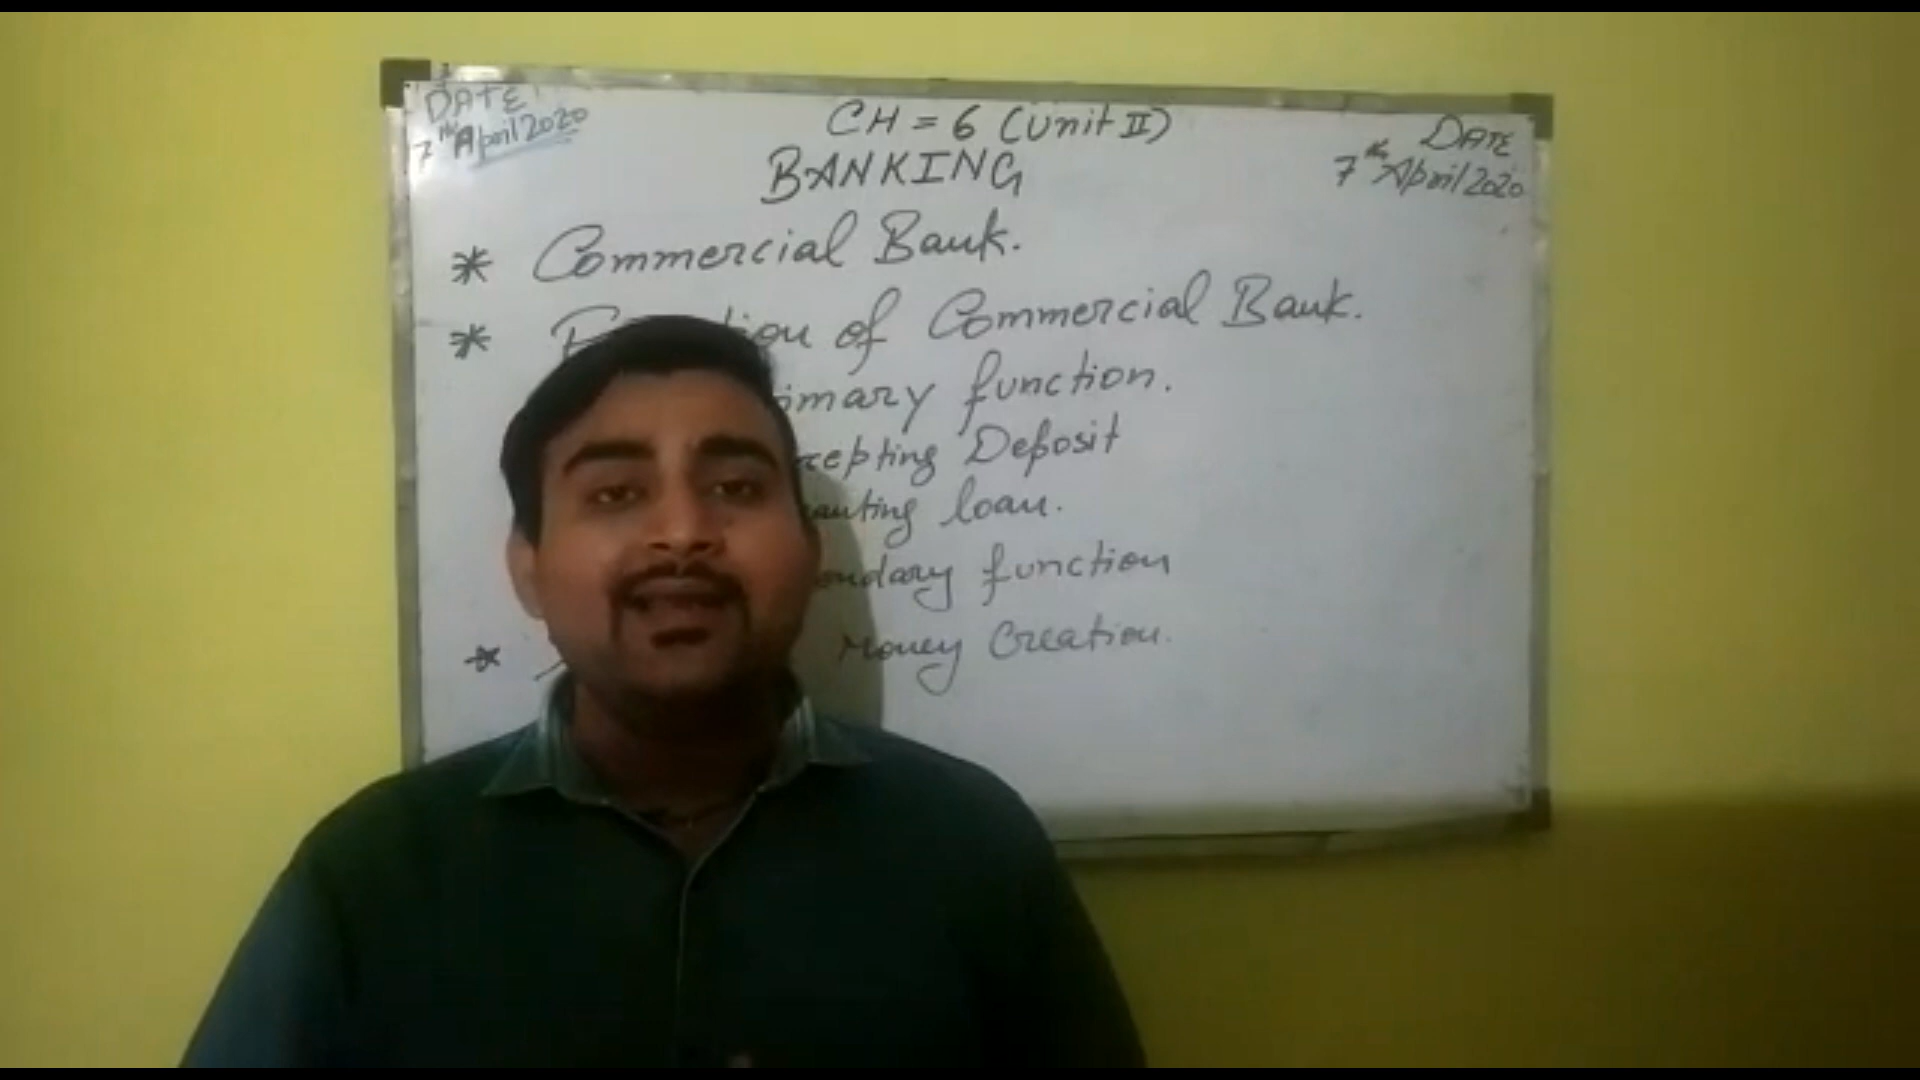 DATE
7th April 2020
CH = 6 (Unit II)
BANKING
DATE
7th April 2020
* Commercial Bank.
* of Commercial Bank.
function.
Deposit
loan.
function
* Money Creation.